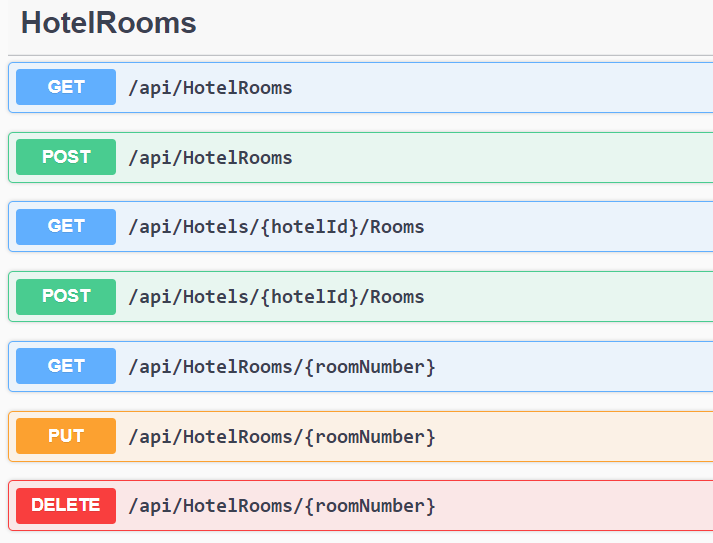 HotelRooms
GET /api/HotelRooms
POST /api/HotelRooms
GET /api/Hotels/{hotelId}/Rooms
POST /api/Hotels/{hotelId}/Rooms
GET /api/HotelRooms/{roomNumber}
PUT /api/HotelRooms/{roomNumber}
DELETE /api/HotelRooms/{roomNumber}